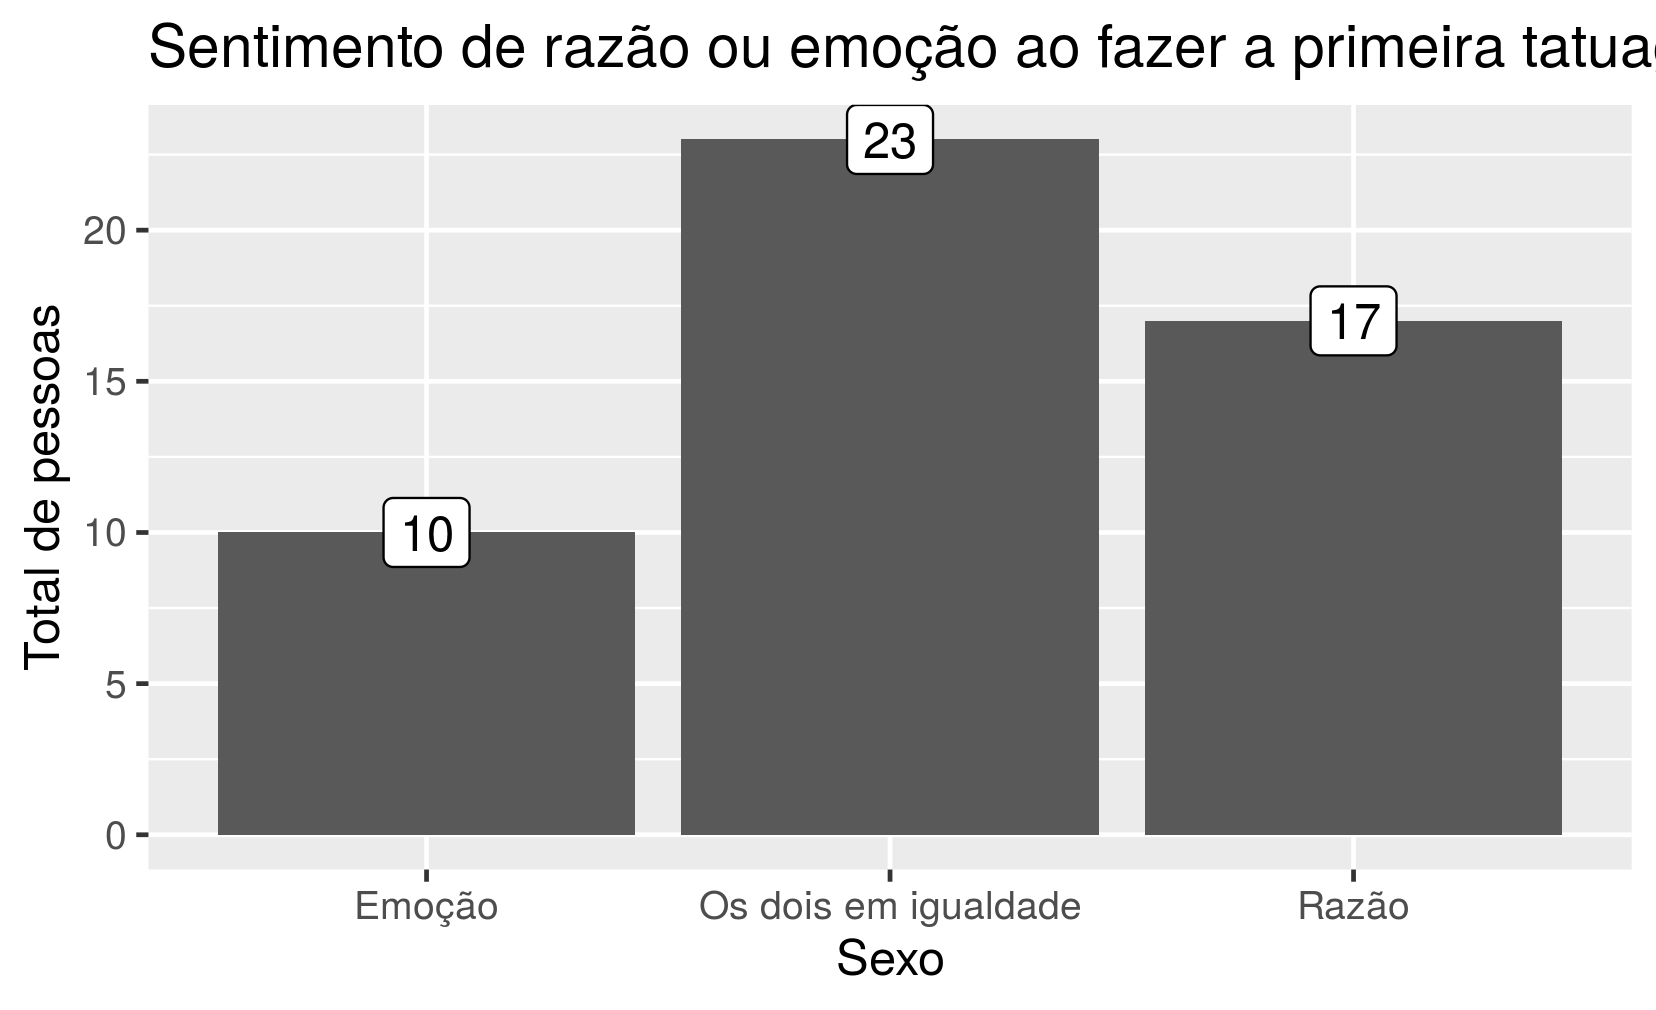 Sentimento de razão ou emoção ao fazer a primeira
23
20
17
15
10
10
5
0
Total de pessoas
Emoção
Os dois em igualdade
Razão
Sexo